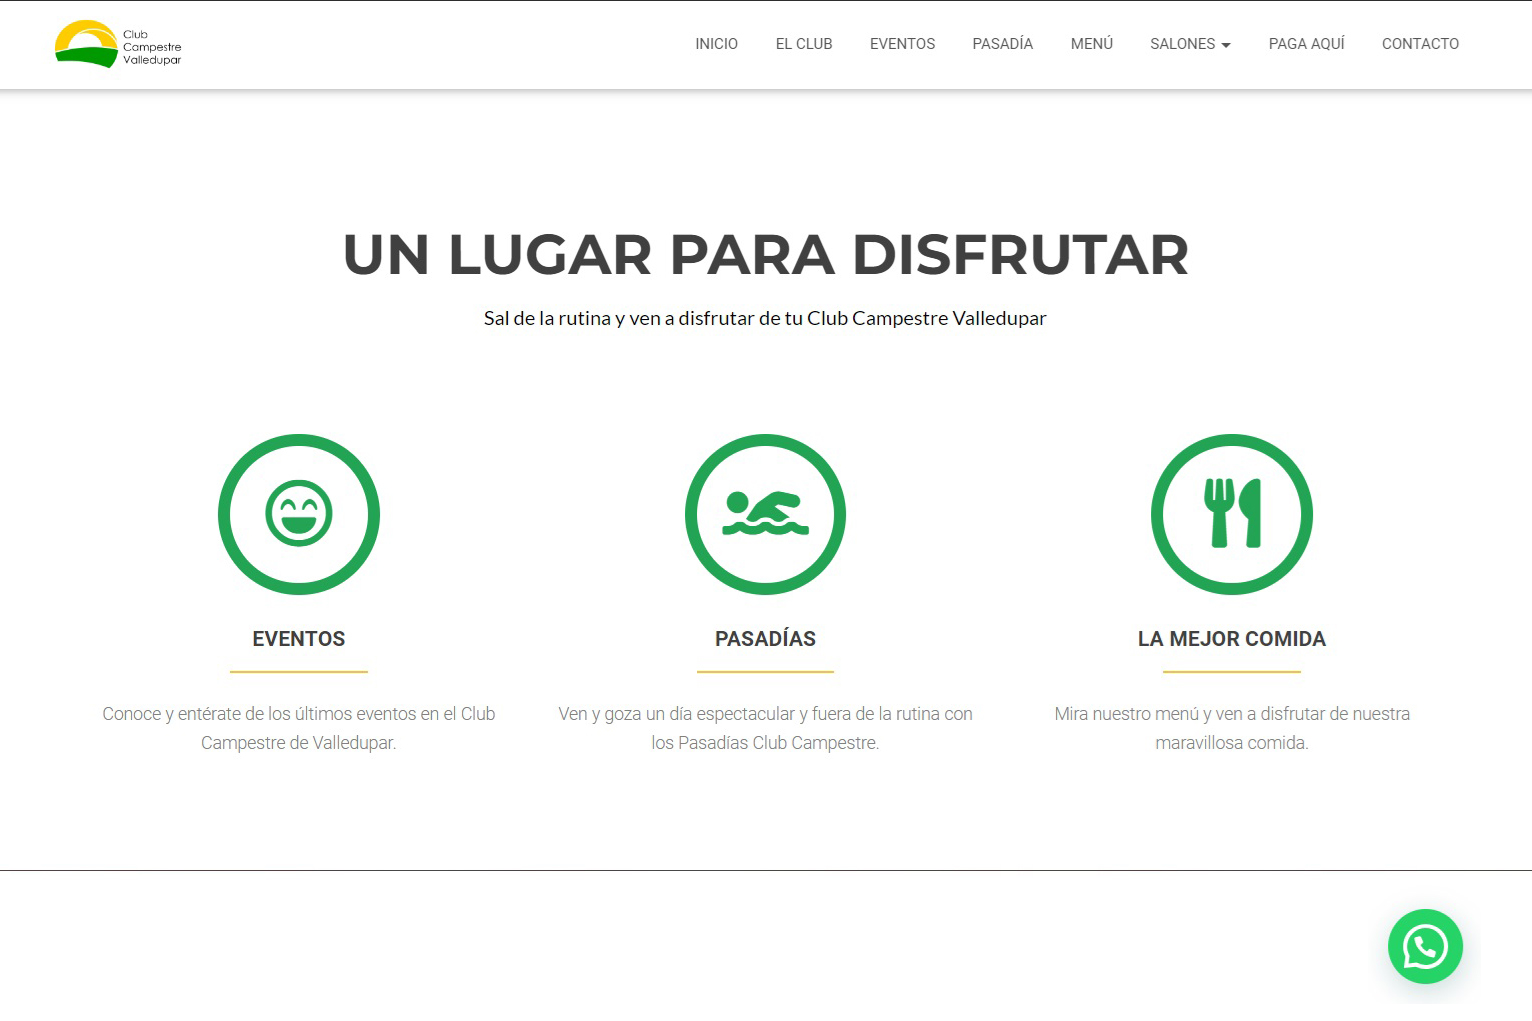 Club
Campestre
Valledupar
INICIO EL CLUB EVENTOS PASADÍA MENÚ SALONES PAGA AQUÍ CONTACTO
UN LUGAR PARA DISFRUTAR
Sal de la rutina y ven a disfrutar de tu Club Campestre Valledupar
EVENTOS
Conoce y entérate de los últimos eventos en el Club
Campestre de Valledupar.
PASADÍAS
Ven y goza un día espectacular y fuera de la rutina con
los Pasadías Club Campestre.
LA MEJOR COMIDA
Mira nuestro menú y ven a disfrutar de nuestra
maravillosa comida.